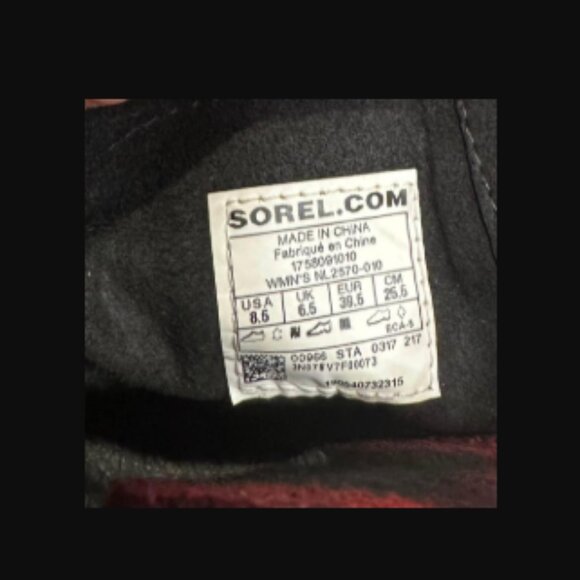 SOREL.COM
MADE IN CHINA
Fabriqué en Chine
1758091010
WMN'S NL2570-010
USA UK EUR CM
8.5 6.5 39.5 25.5
ECA-5
00966 STA 0317 217